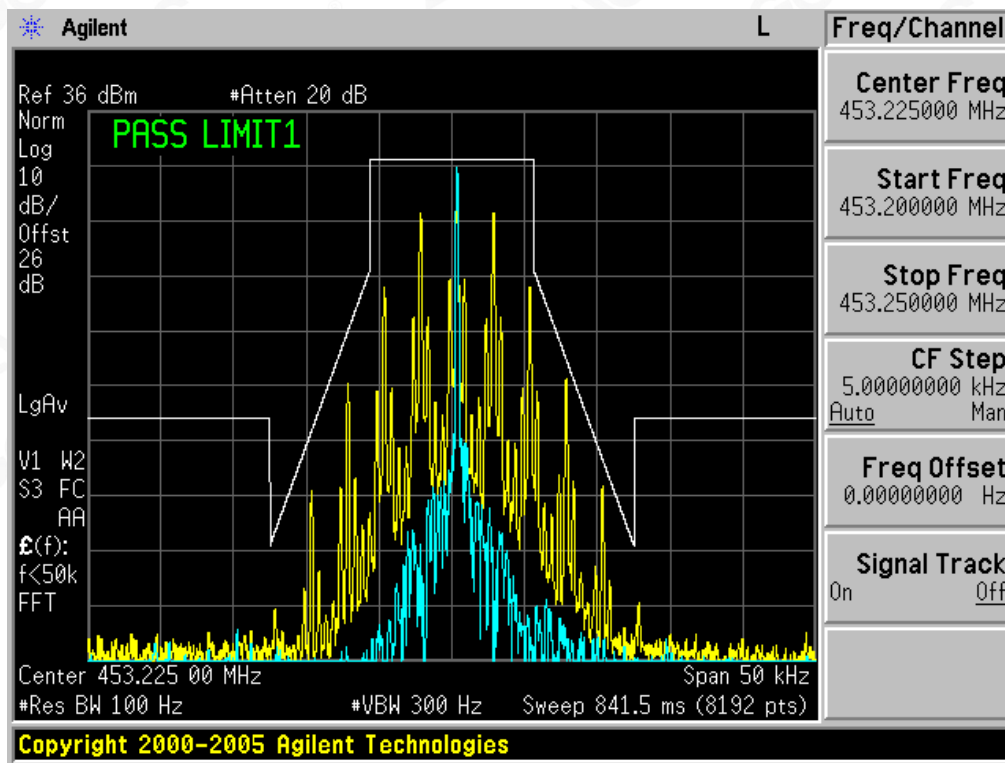 Agilent L Freq/Channel
Ref 36 dBm #Atten 20 dB
Norm
PASS LIMIT1
Log
10
dB/
Offst
26
dB
LgAv
V1 W2
S3 FC
AA
£(f):
f<50k
FFT
Center 453.225 00 MHz Span 50 kHz
#Res BW 100 Hz #VBW 300 Hz Sweep 841.5 ms (8192 pts)
Copyright 2000-2005 Agilent Technologies
Center Freq
453.225000 MHz
Start Freq
453.200000 MHz
Stop Freq
453.250000 MHz
CF Step
5.00000000 kHz
Auto Man
Freq Offset
0.00000000 Hz
Signal Track
On Off